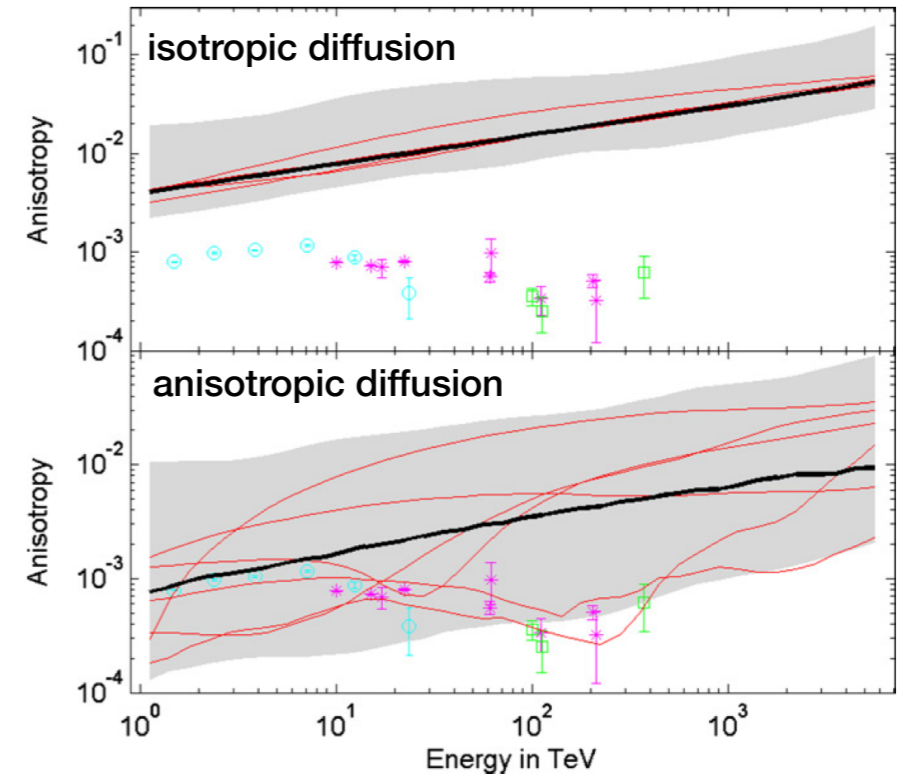 isotropic diffusion
10^-1
10^-2
10^-3
10^-4
Anisotropy
anisotropic diffusion
10^-2
10^-3
10^-4
Anisotropy
10^0 10^1 10^2 10^3
Energy in TeV